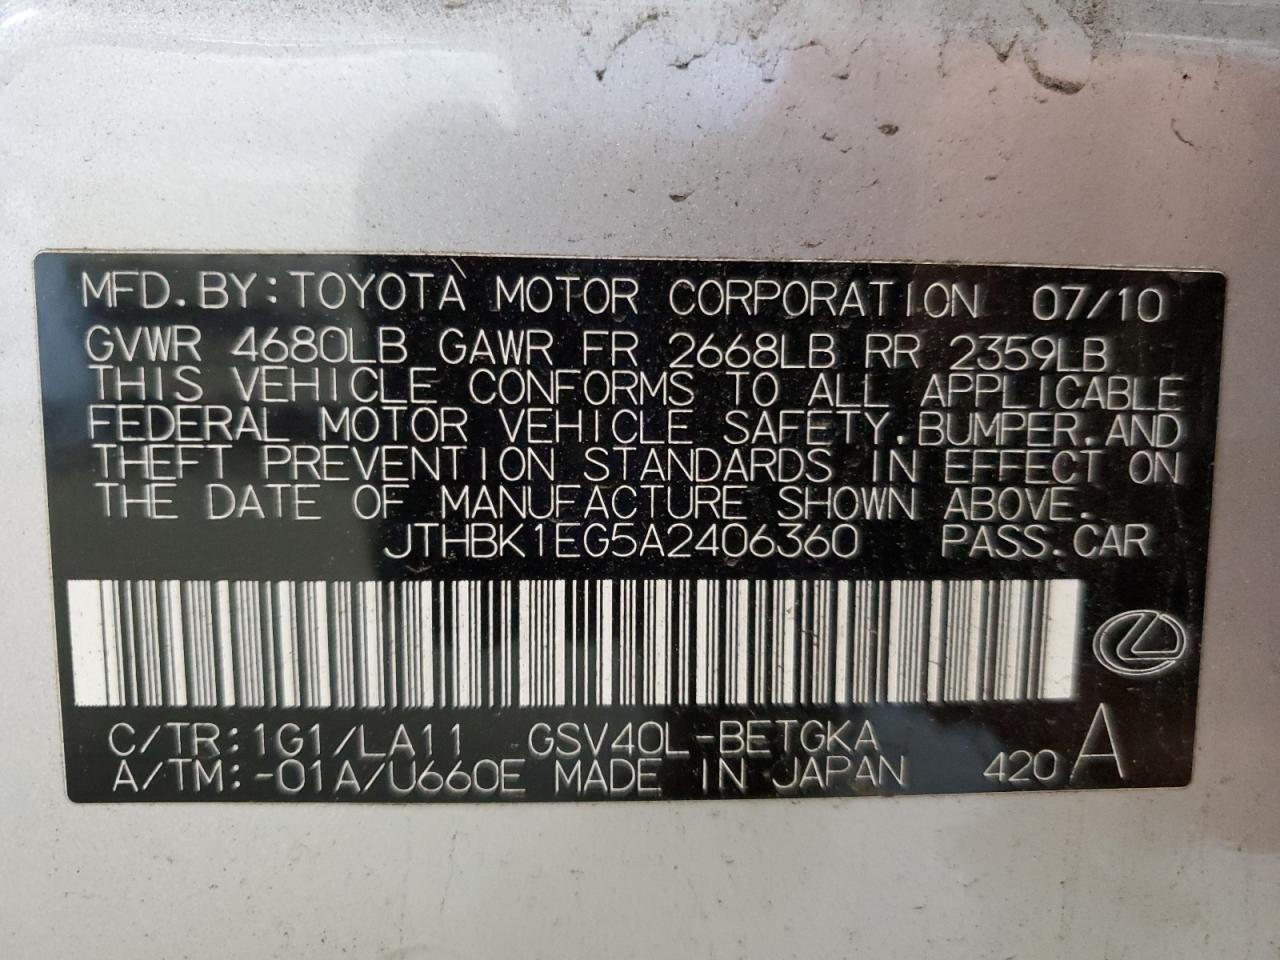 MFD. BY: TOYOTA MOTOR CORPORATION 07/10
GVWR 4680LB GAWR FR 2668LB RR 2359LB
THIS VEHICLE CONFORMS TO ALL APPLICABLE
FEDERAL MOTOR VEHICLE SAFETY, BUMPER, AND
THEFT PREVENTION STANDARDS IN EFFECT ON
THE DATE OF MANUFACTURE SHOWN ABOVE.
JTHBK1EG5A2406360 PASS. CAR
C/TR: 1G1/LA11 GSV40L-BETGKA
A/TM: -01A/U660E MADE IN JAPAN 420 A